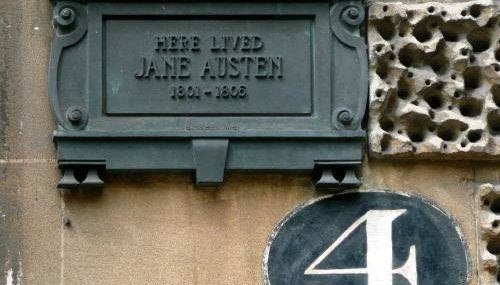 HERE LIVED
JANE AUSTEN
1801 - 1805
4